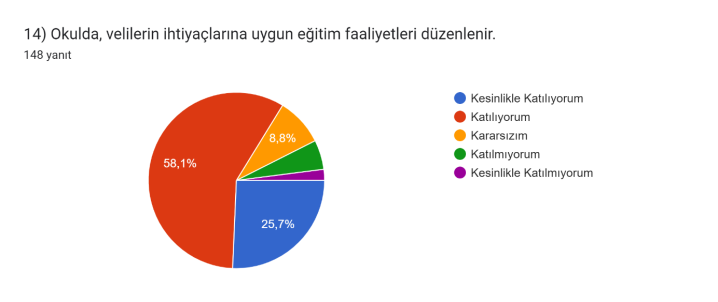 14) Okulda, velilerin ihtiyaçlarına uygun eğitim faaliyetleri düzenlenir.
148 yanıt
Kesinlikle Katılıyorum
Katılıyorum
Kararsızım
Katılmıyorum
Kesinlikle Katılmıyorum
8,8%
58,1%
25,7%